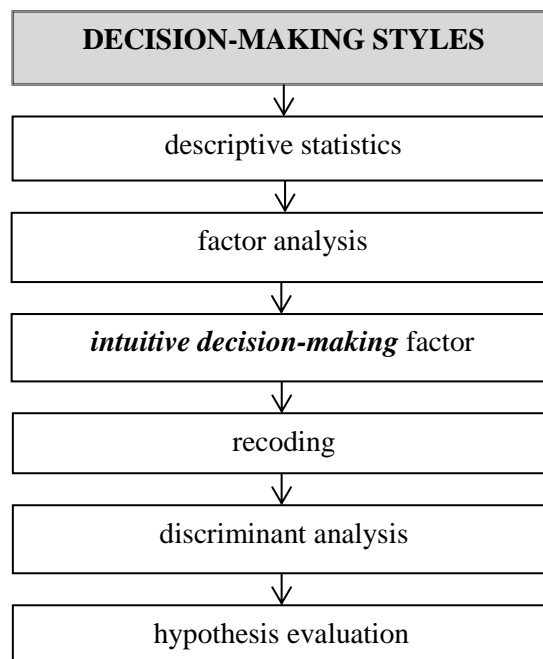 DECISION-MAKING STYLES
descriptive statistics
factor analysis
intuitive decision-making factor
recoding
discriminant analysis
hypothesis evaluation